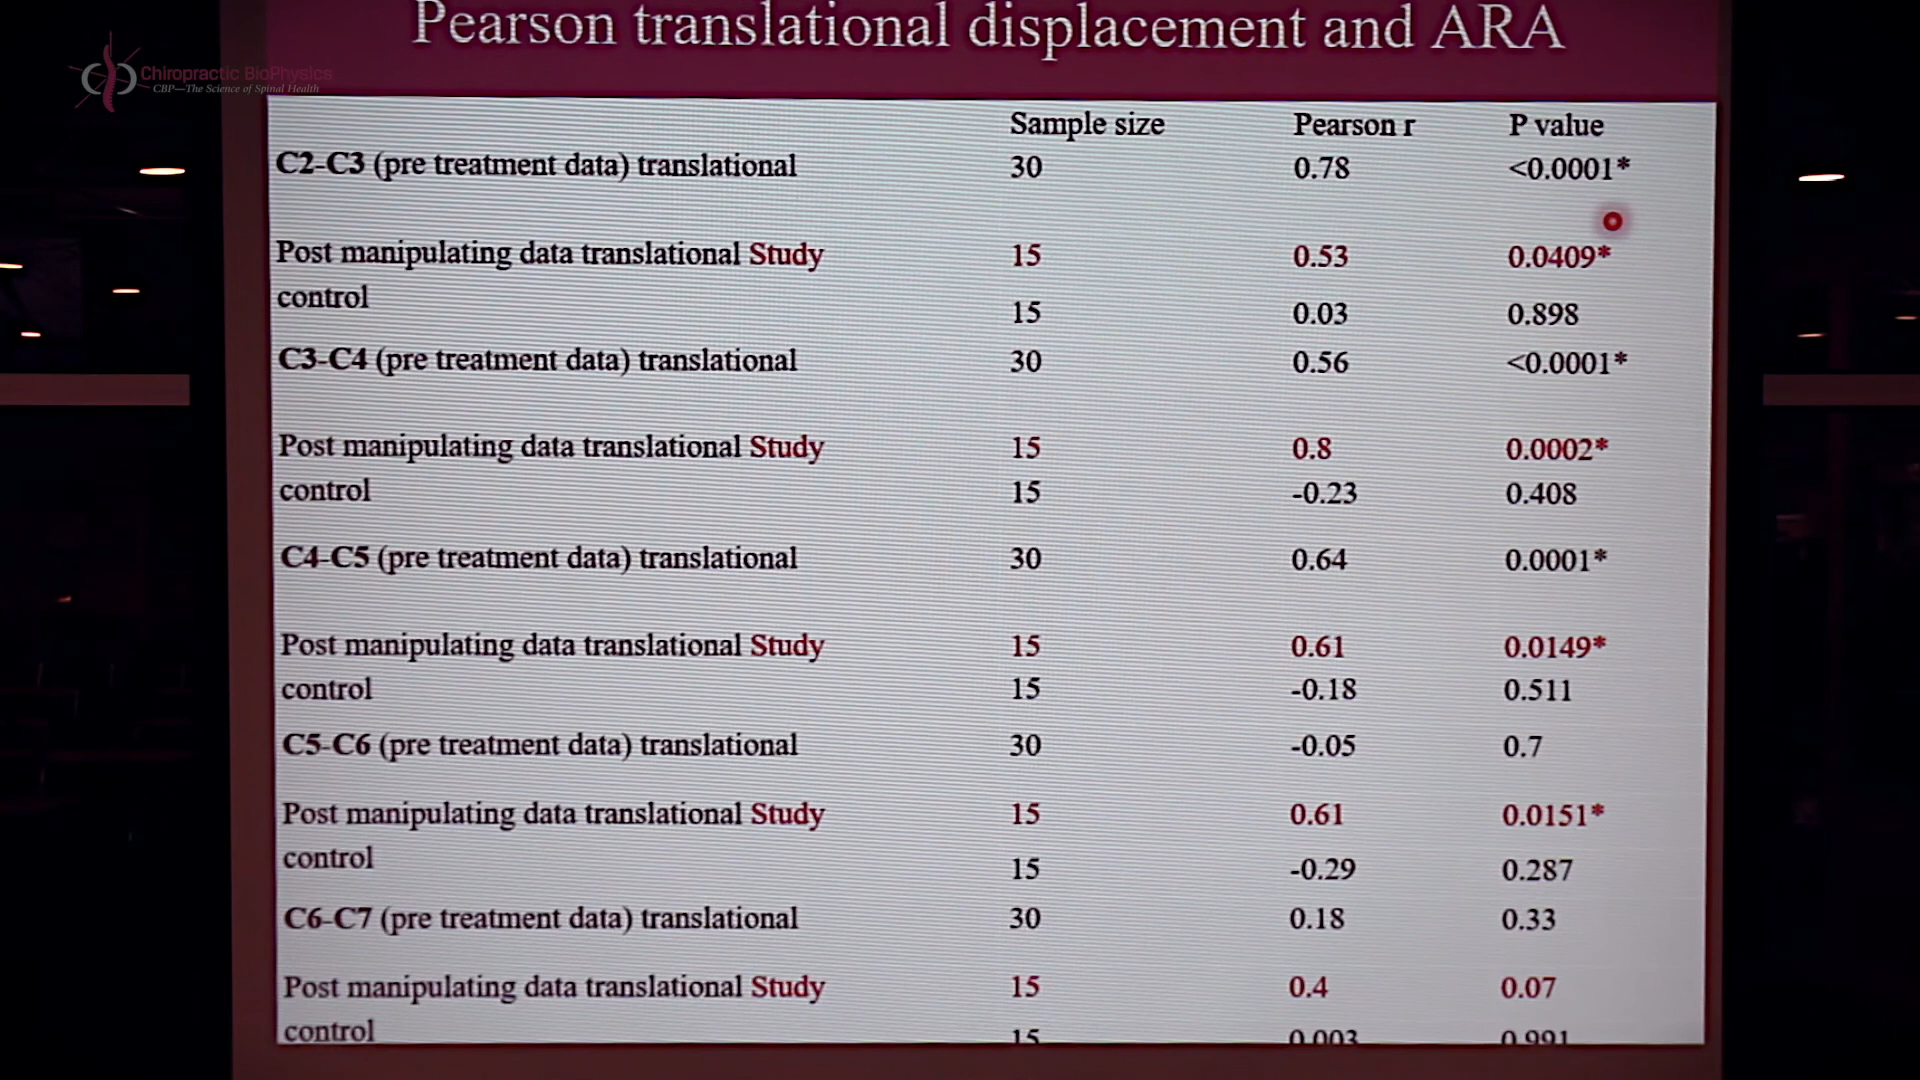 Pearson translational displacement and ARA
Chiropractic BioPhysics
CBP—The Science of Spinal Health
Sample size Pearson r P value
C2-C3 (pre treatment data) translational 30 0.78 <0.0001*
Post manipulating data translational Study 15 0.53 0.0409*
control 15 0.03 0.898
C3-C4 (pre treatment data) translational 30 0.56 <0.0001*
Post manipulating data translational Study 15 0.8 0.0002*
control 15 -0.23 0.408
C4-C5 (pre treatment data) translational 30 0.64 0.0001*
Post manipulating data translational Study 15 0.61 0.0149*
control 15 -0.18 0.511
C5-C6 (pre treatment data) translational 30 -0.05 0.7
Post manipulating data translational Study 15 0.61 0.0151*
control 15 -0.29 0.287
C6-C7 (pre treatment data) translational 30 0.18 0.33
Post manipulating data translational Study 15 0.4 0.07
control 15 0.003 0.991